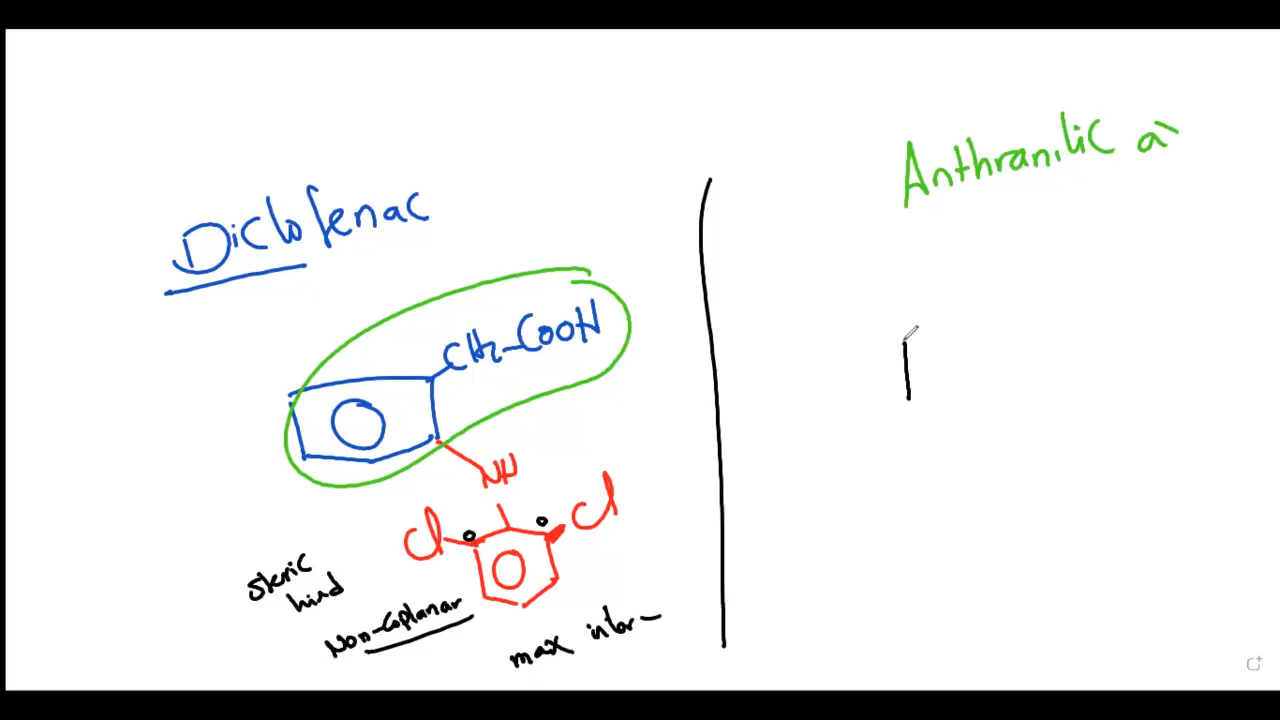 Diclofenac
CH2-COOH
NH
Cl
Cl
Steric
hind
Non-Coplanar
max inter-
Anthranilic a